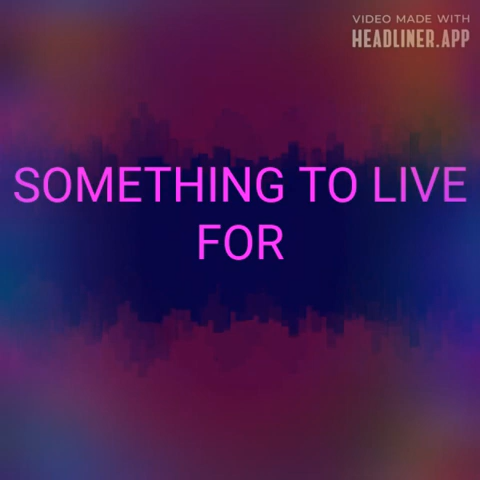 VIDEO MADE WITH
HEADLINER.APP
SOMETHING TO LIVE
FOR